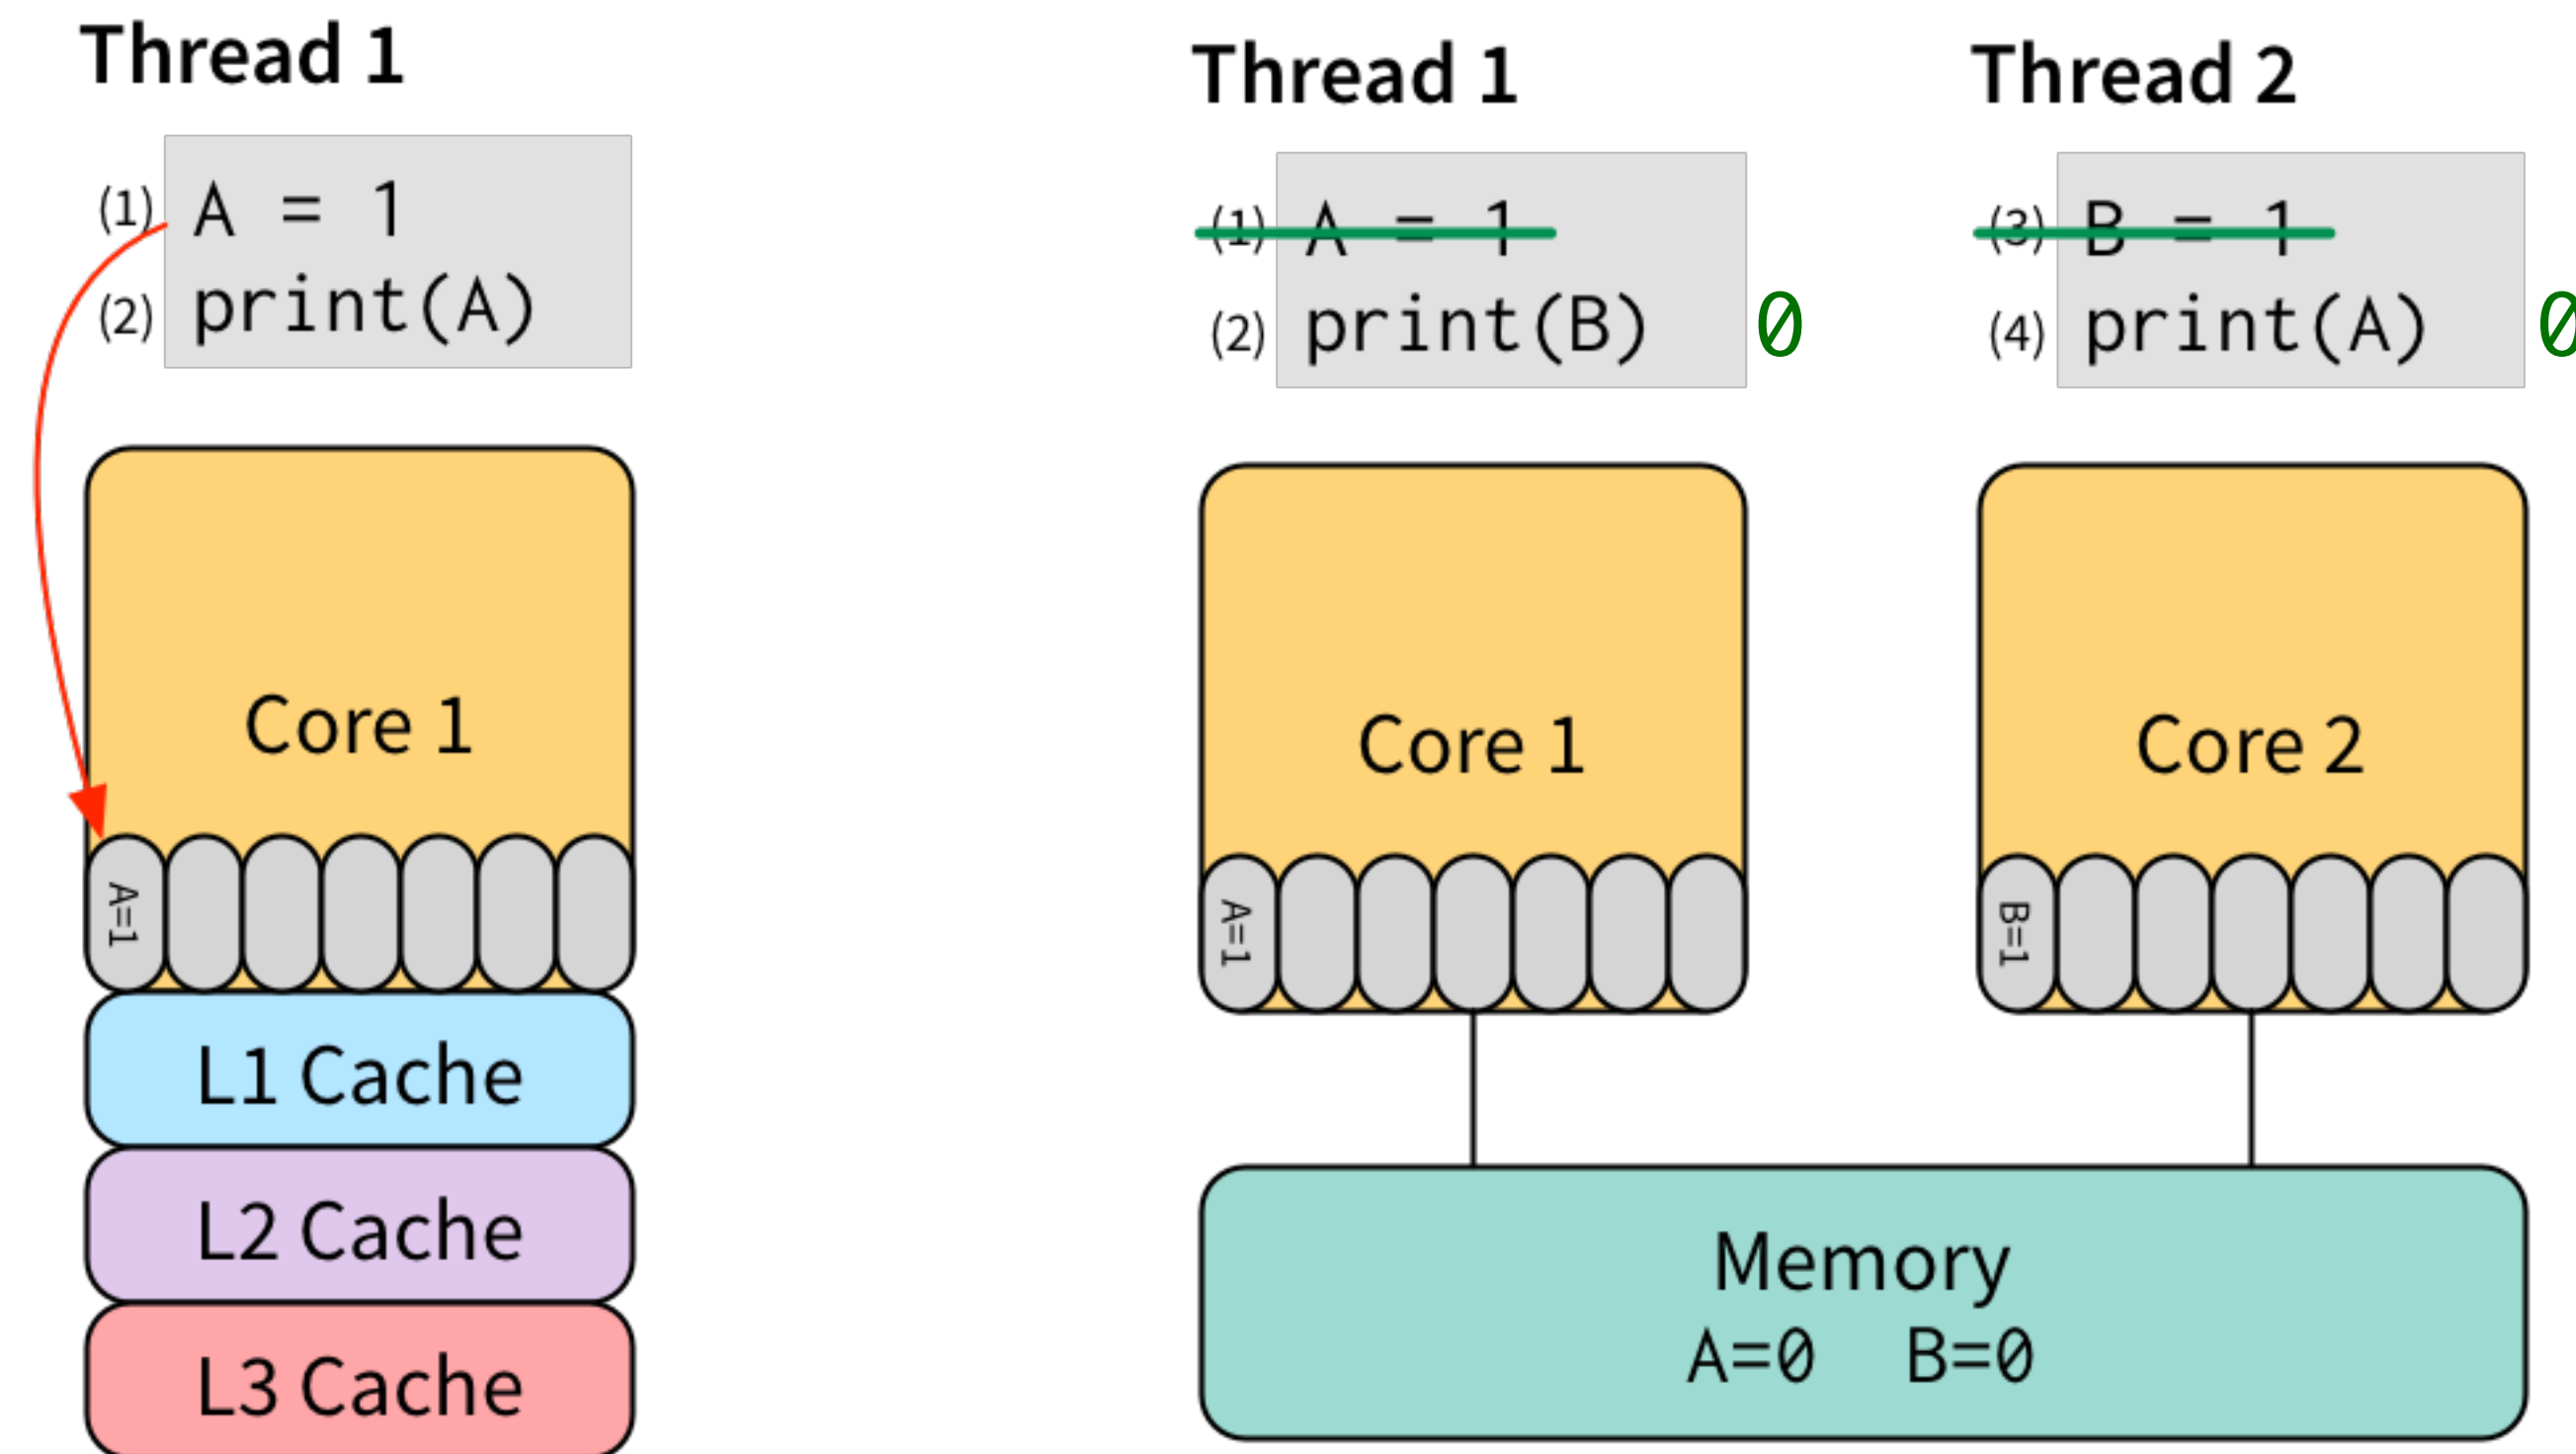 Thread 1
(1) A = 1
(2) print(A)
Core 1
A=1
L1 Cache
L2 Cache
L3 Cache
Thread 1
(1) A = 1
(2) print(B) 0
Core 1
A=1
Thread 2
(3) B = 1
(4) print(A) 0
Core 2
B=1
Memory
A=0 B=0